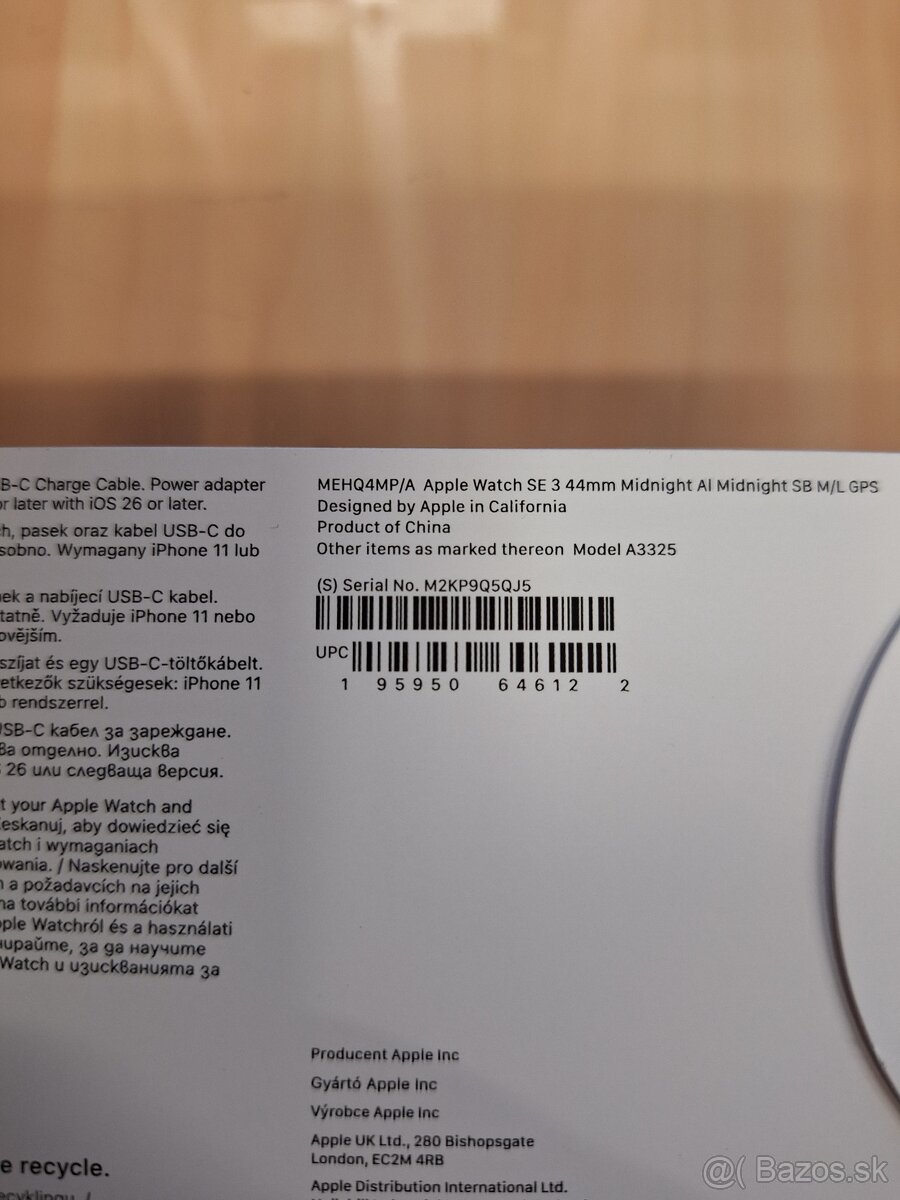 B-C Charge Cable. Power adapter
or later with iOS 26 or later.
ch, pasek oraz kabel USB-C do
sobno. Wymagany iPhone 11 lub
ek a nabíjecí USB-C kabel.
tatně. Vyžaduje iPhone 11 nebo
ovějším.
szíjat és egy USB-C-töltőkábelt.
etkezők szükségesek: iPhone 11
b rendszerrel.
USB-C кабел за зареждане.
ва отделно. Изисква
26 или следваща версия.
t your Apple Watch and
eskanuj, aby dowiedzieć się
atch i wymaganiach
owania. / Naskenujte pro další
h a požadavcích na jejich
na további információkat
pple Watchról és a használati
нирайте, за да научите
Watch и изискванията за
e recycle.
MEHQ4MP/A Apple Watch SE 3 44mm Midnight Al Midnight SB M/L GPS
Designed by Apple in California
Product of China
Other items as marked thereon Model A3325
(S) Serial No. M2KP9Q5QJ5
UPC
1 95950 64612 2
Producent Apple Inc
Gyártó Apple Inc
Výrobce Apple Inc
Apple UK Ltd., 280 Bishopsgate
London, EC2M 4RB
Apple Distribution International Ltd.
@( Bazos.sk